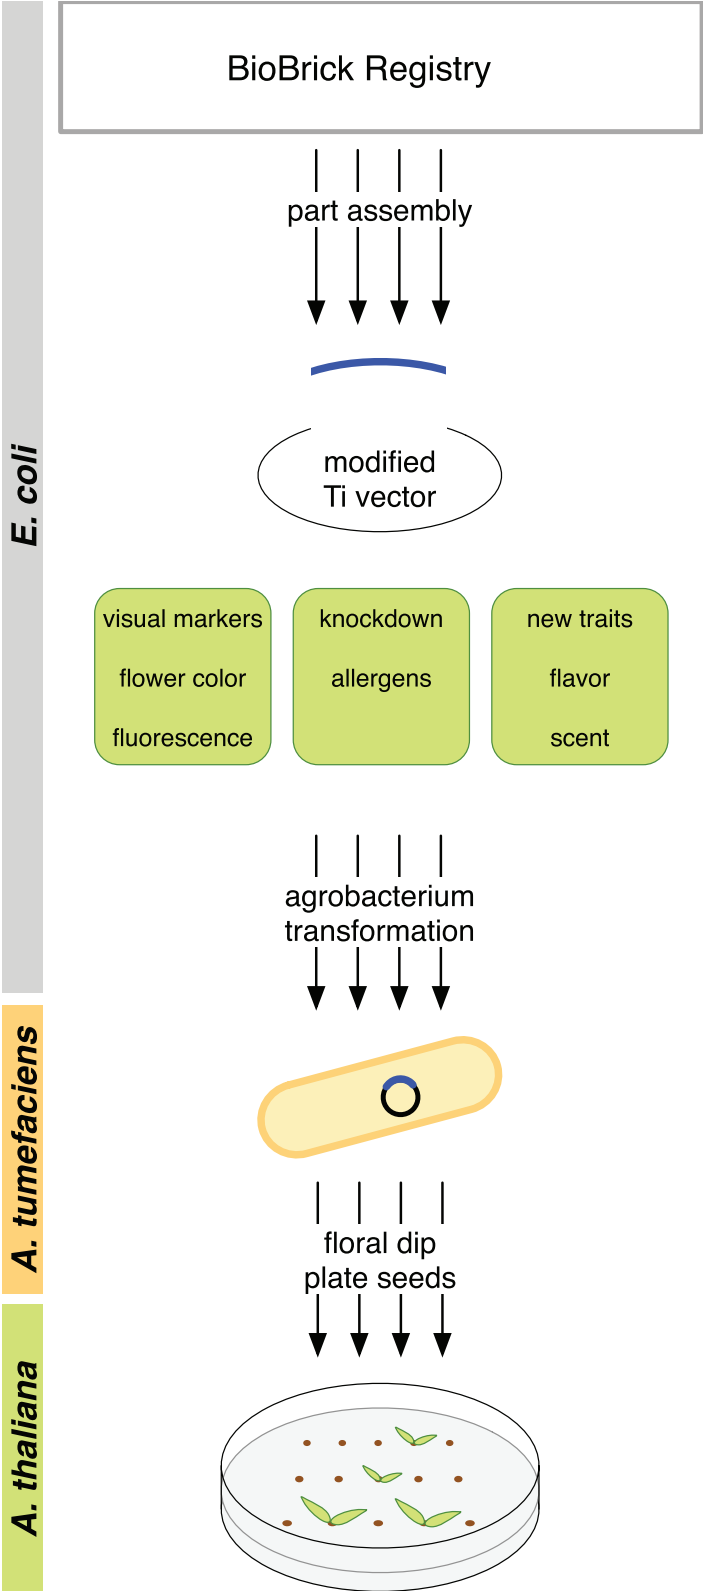 BioBrick Registry
part assembly
E. coli
modified
Ti vector
visual markers
flower color
fluorescence
knockdown
allergens
new traits
flavor
scent
agrobacterium
transformation
A. tumefaciens
floral dip
plate seeds
A. thaliana